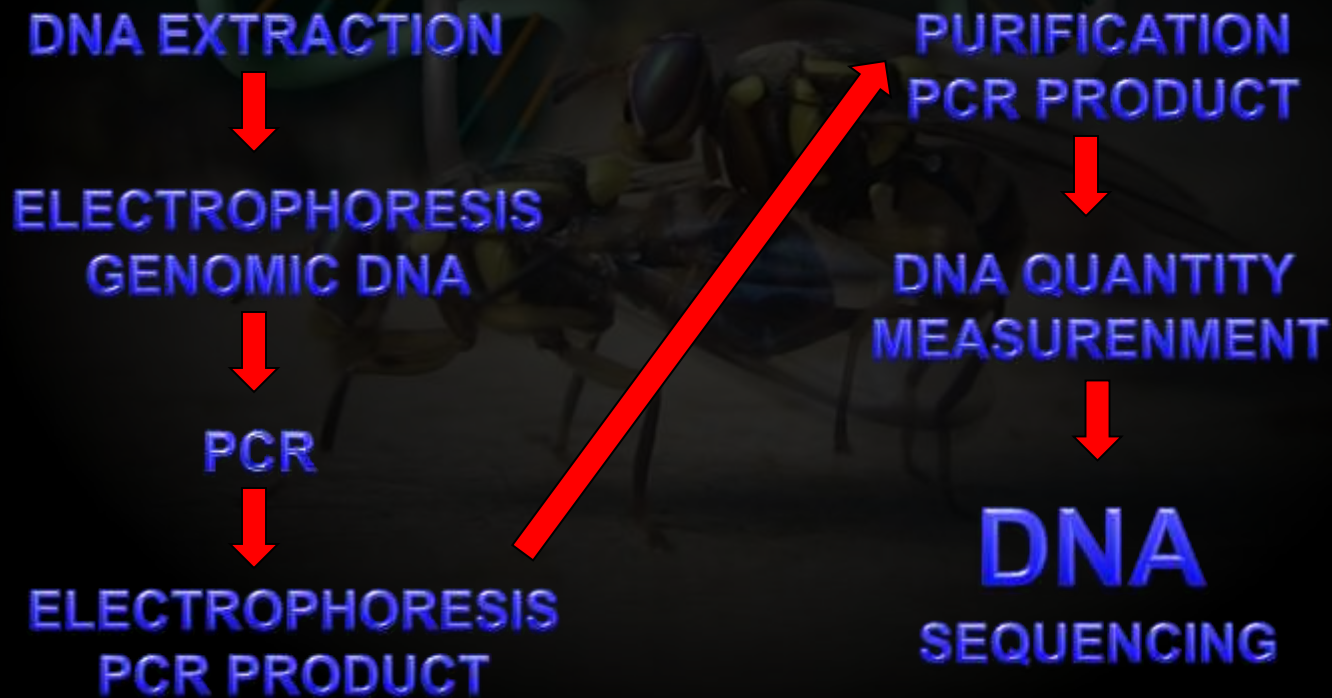 DNA EXTRACTION
ELECTROPHORESIS
GENOMIC DNA
PCR
ELECTROPHORESIS
PCR PRODUCT
PURIFICATION
PCR PRODUCT
DNA QUANTITY
MEASURENMENT
DNA
SEQUENCING